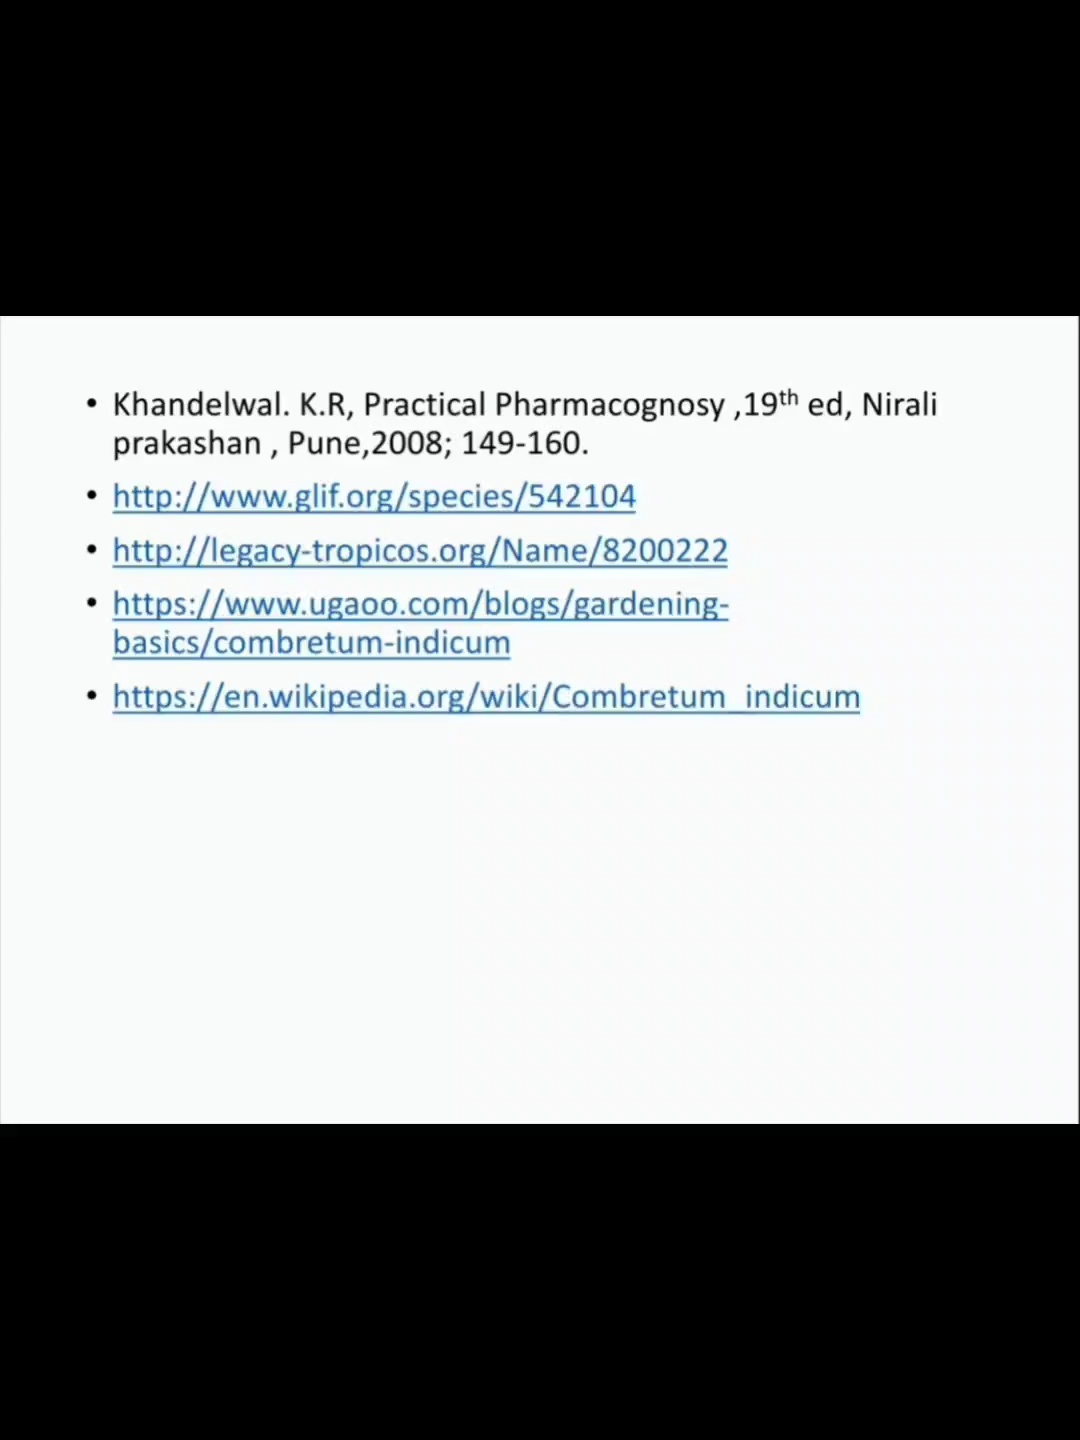 • Khandelwal. K.R, Practical Pharmacognosy ,19th ed, Nirali
prakashan , Pune,2008; 149-160.
• http://www.glif.org/species/542104
• http://legacy-tropicos.org/Name/8200222
• https://www.ugaoo.com/blogs/gardening-
basics/combretum-indicum
• https://en.wikipedia.org/wiki/Combretum_indicum